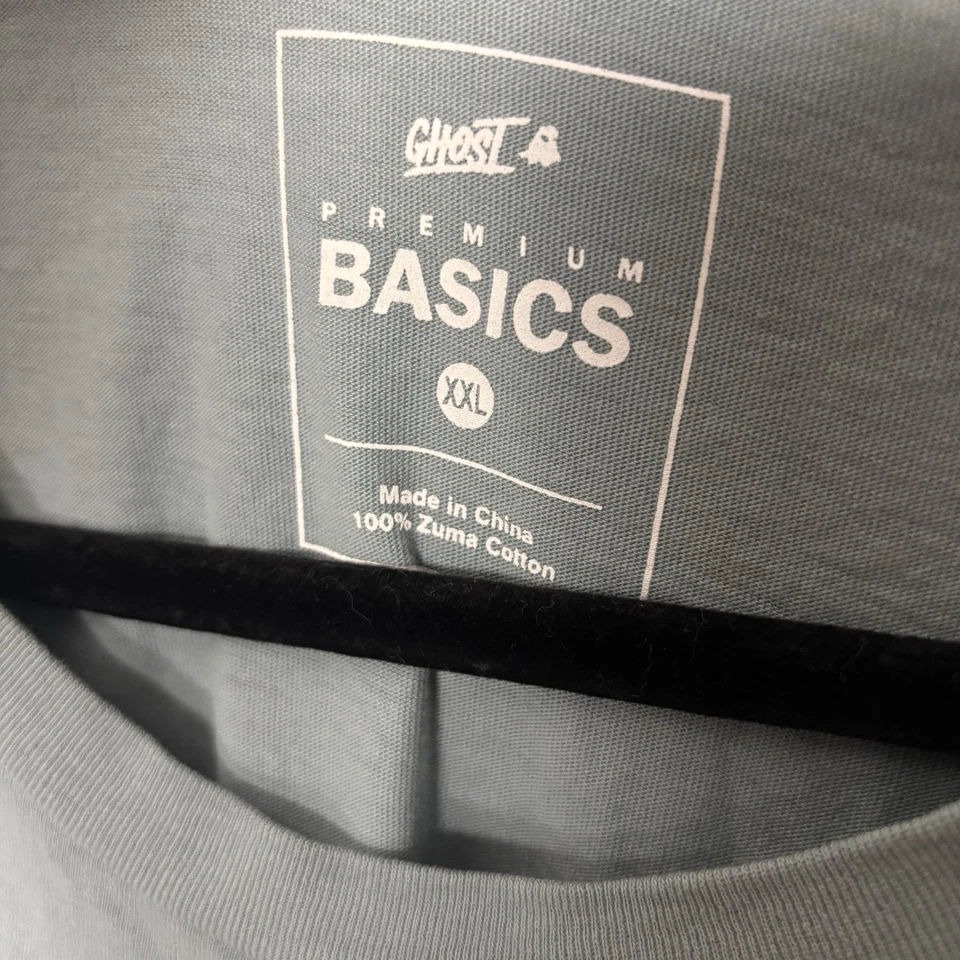 GHOST
PREMIUM
BASICS
XXL
Made in China
100% Zuma Cotton